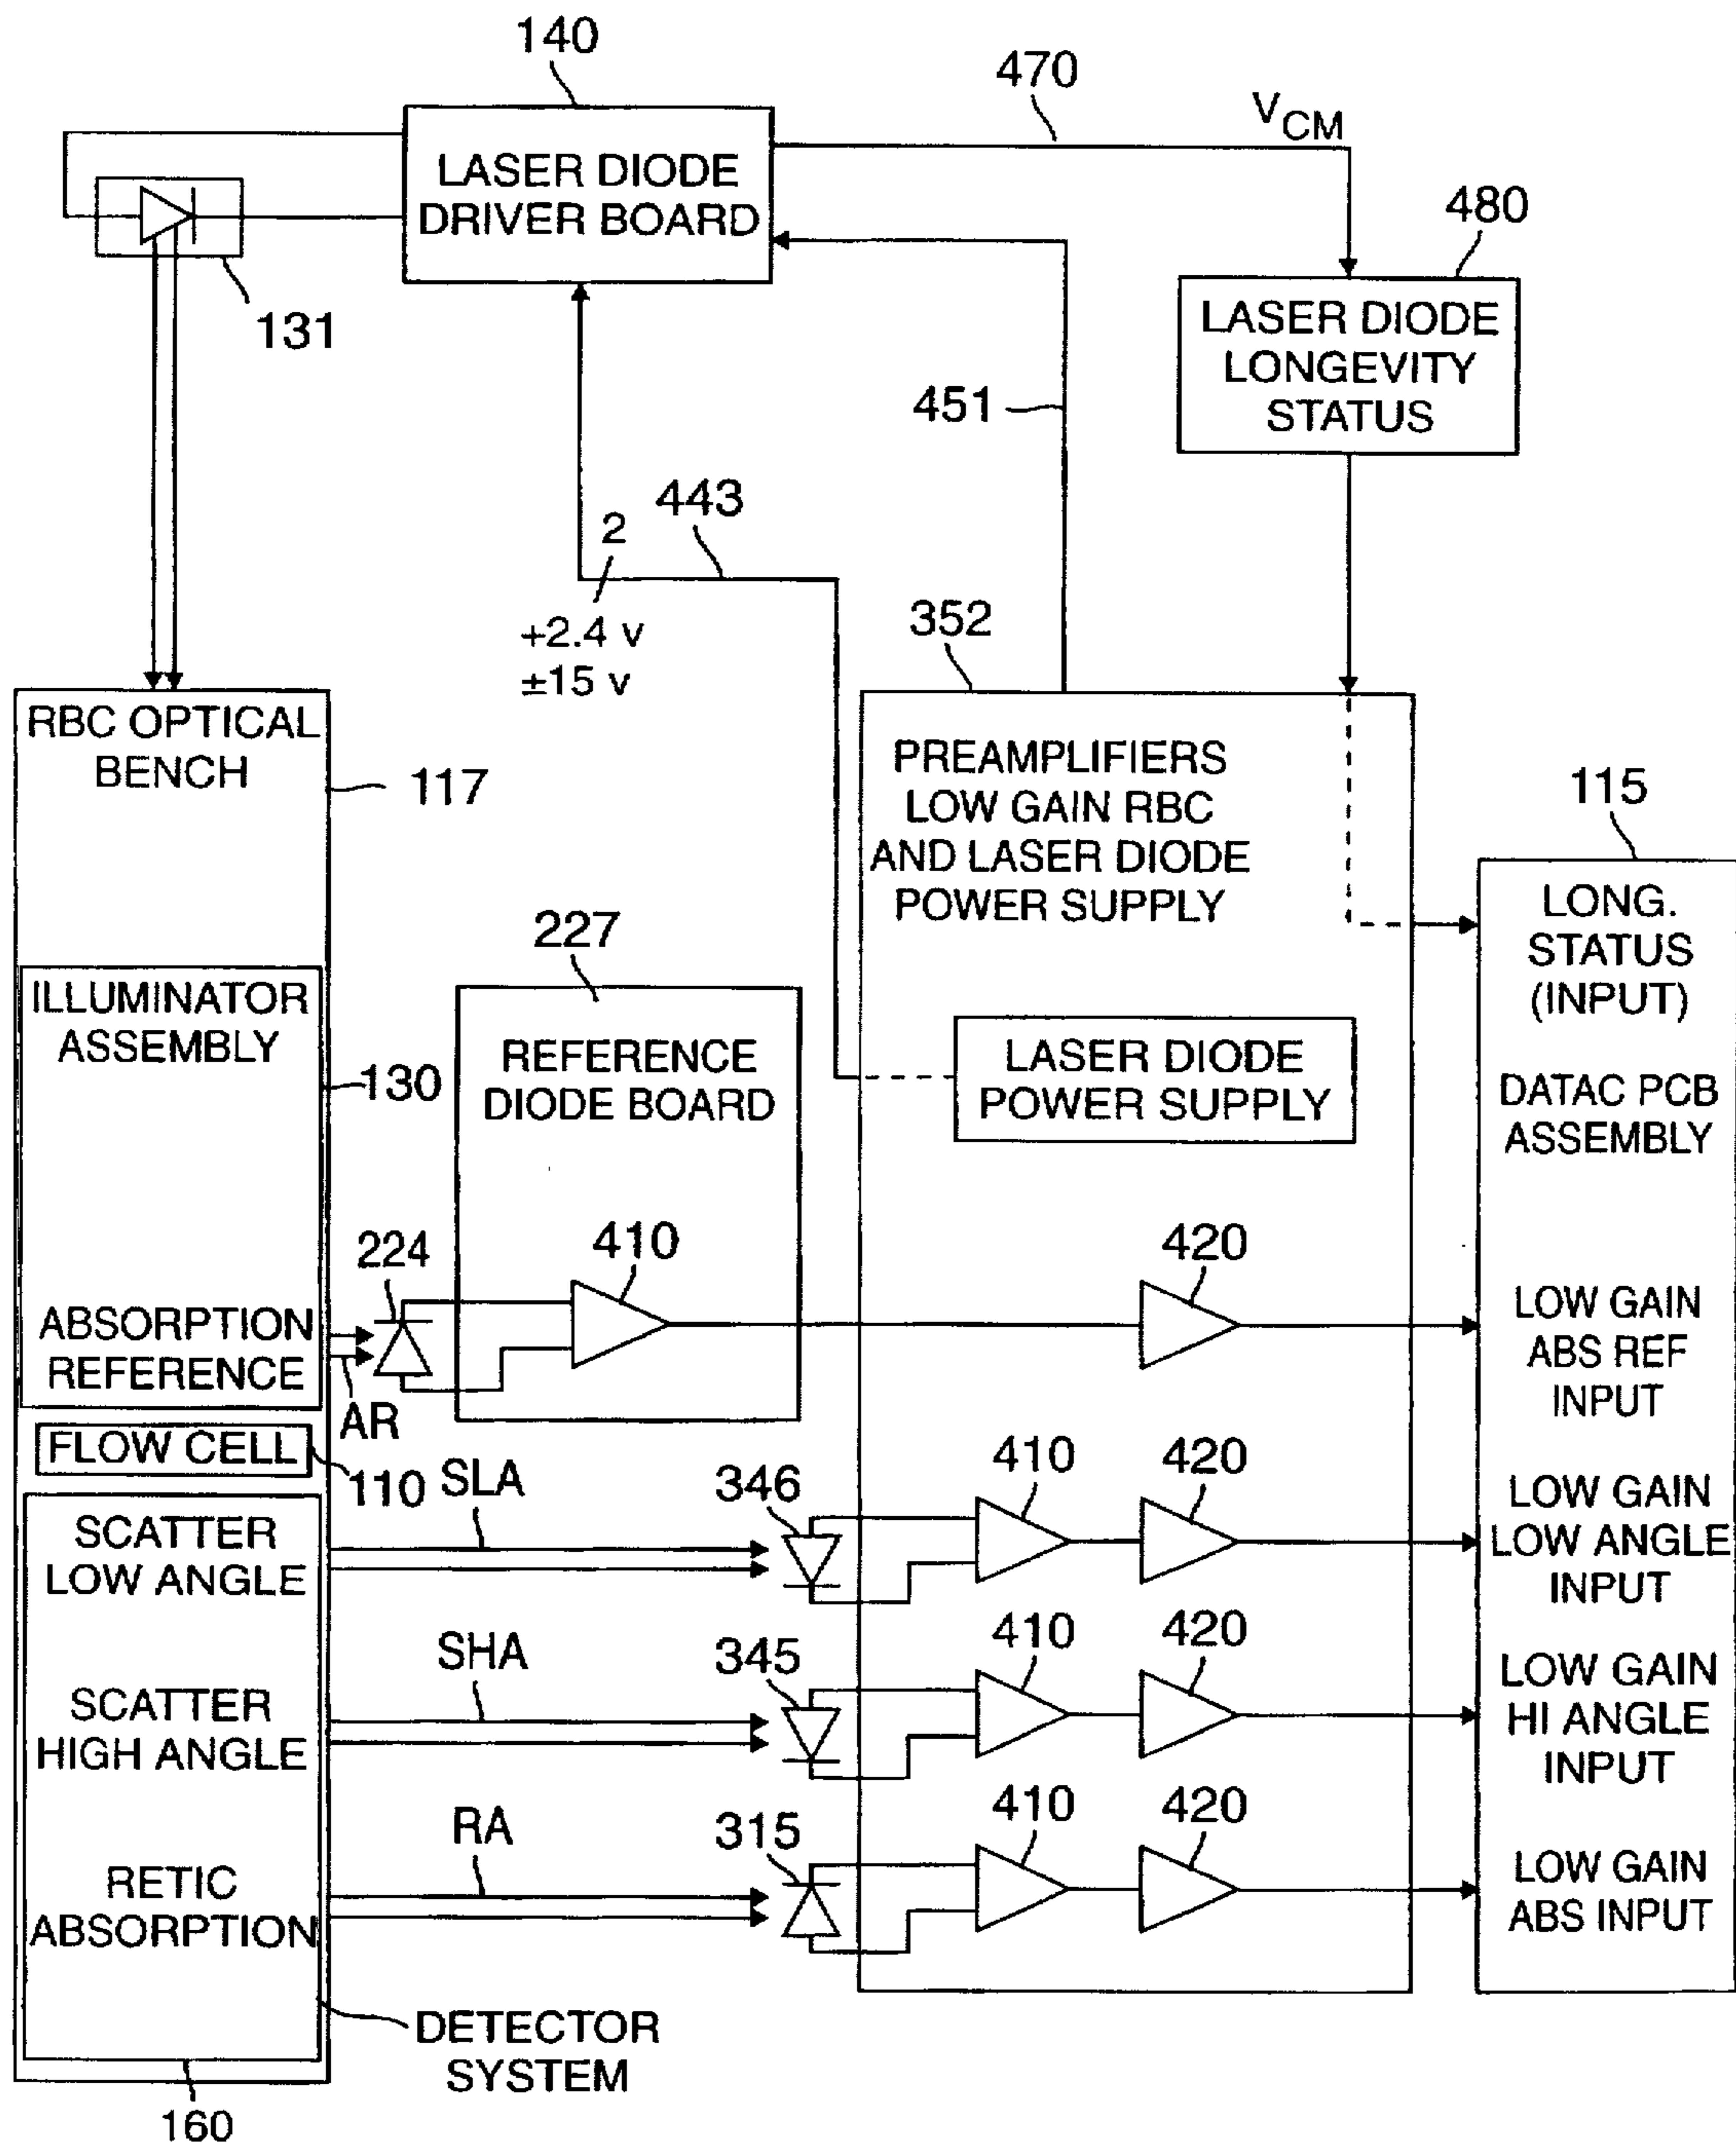 140
470
V_CM
LASER DIODE
DRIVER BOARD
480
131
LASER DIODE
LONGEVITY
STATUS
451
443
2
+2.4 v
±15 v
352
RBC OPTICAL
BENCH
117
PREAMPLIFIERS
LOW GAIN RBC
AND LASER DIODE
POWER SUPPLY
115
LONG.
STATUS
(INPUT)
227
ILLUMINATOR
ASSEMBLY
130
REFERENCE
DIODE BOARD
LASER DIODE
POWER SUPPLY
DATAC PCB
ASSEMBLY
224
410
420
ABSORPTION
REFERENCE
AR
LOW GAIN
ABS REF
INPUT
FLOW CELL
110
SLA
346
410
420
SCATTER
LOW ANGLE
LOW GAIN
LOW ANGLE
INPUT
SHA
345
410
420
SCATTER
HIGH ANGLE
LOW GAIN
HI ANGLE
INPUT
RA
315
410
420
RETIC
ABSORPTION
LOW GAIN
ABS INPUT
DETECTOR
SYSTEM
160